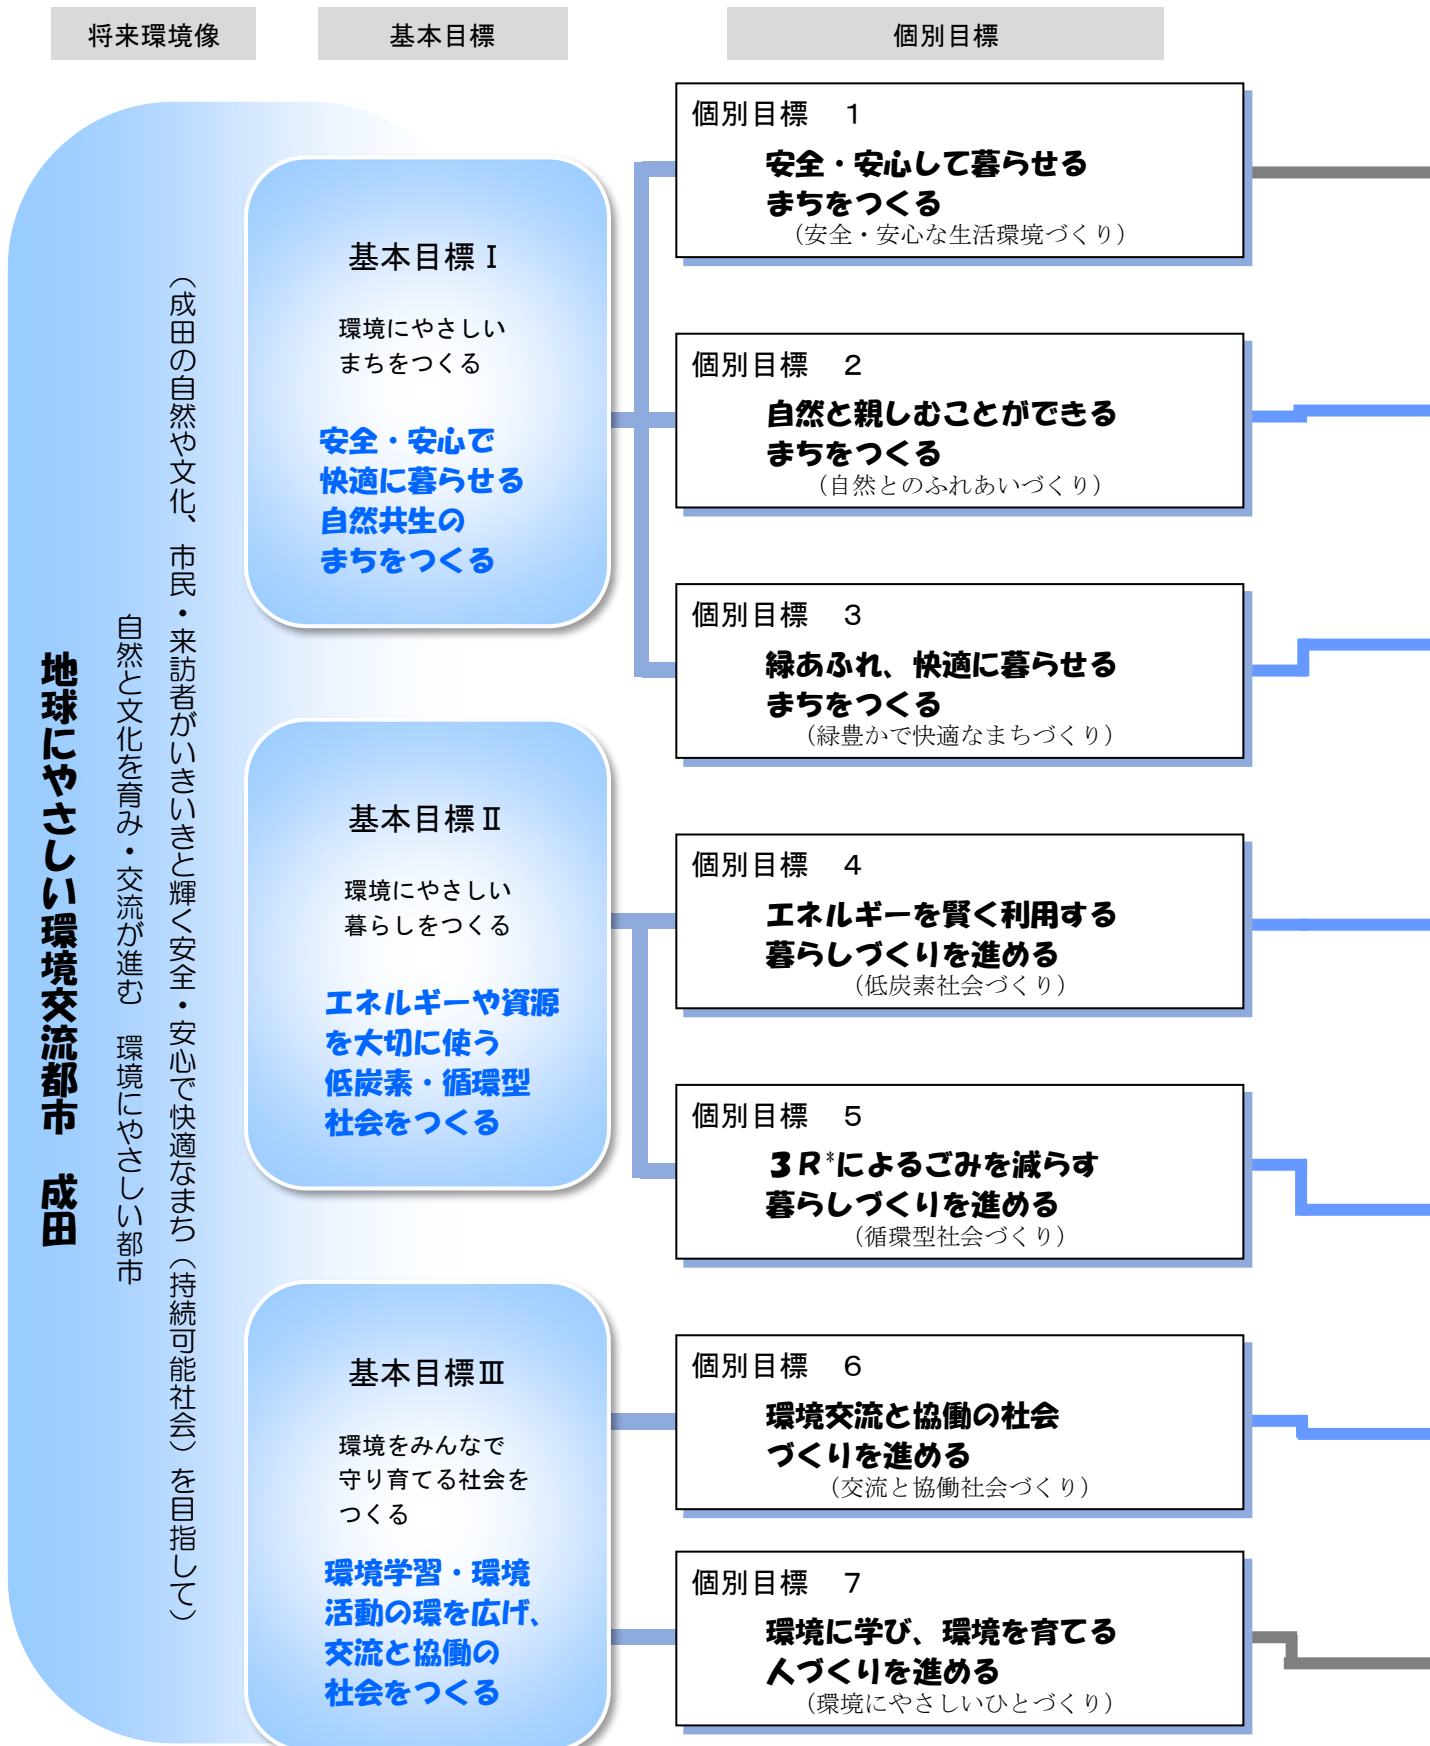 将来環境像
基本目標
個別目標
地球にやさしい環境交流都市　成田
自然と文化を育み・交流が進む　環境にやさしい都市
（成田の自然や文化、市民・来訪者がいきいきと輝く安全・安心で快適なまち（持続可能社会）を目指して）
基本目標Ⅰ
環境にやさしい
まちをつくる
安全・安心で
快適に暮らせる
自然共生の
まちをつくる
個別目標　１
安全・安心して暮らせる
まちをつくる
（安全・安心な生活環境づくり）
個別目標　２
自然と親しむことができる
まちをつくる
（自然とのふれあいづくり）
個別目標　３
緑あふれ、快適に暮らせる
まちをつくる
（緑豊かで快適なまちづくり）
基本目標Ⅱ
環境にやさしい
暮らしをつくる
エネルギーや資源
を大切に使う
低炭素・循環型
社会をつくる
個別目標　４
エネルギーを賢く利用する
暮らしづくりを進める
（低炭素社会づくり）
個別目標　５
３Ｒ*によるごみを減らす
暮らしづくりを進める
（循環型社会づくり）
基本目標Ⅲ
環境をみんなで
守り育てる社会を
つくる
環境学習・環境
活動の環を広げ、
交流と協働の
社会をつくる
個別目標　６
環境交流と協働の社会
づくりを進める
（交流と協働社会づくり）
個別目標　７
環境に学び、環境を育てる
人づくりを進める
（環境にやさしいひとづくり）